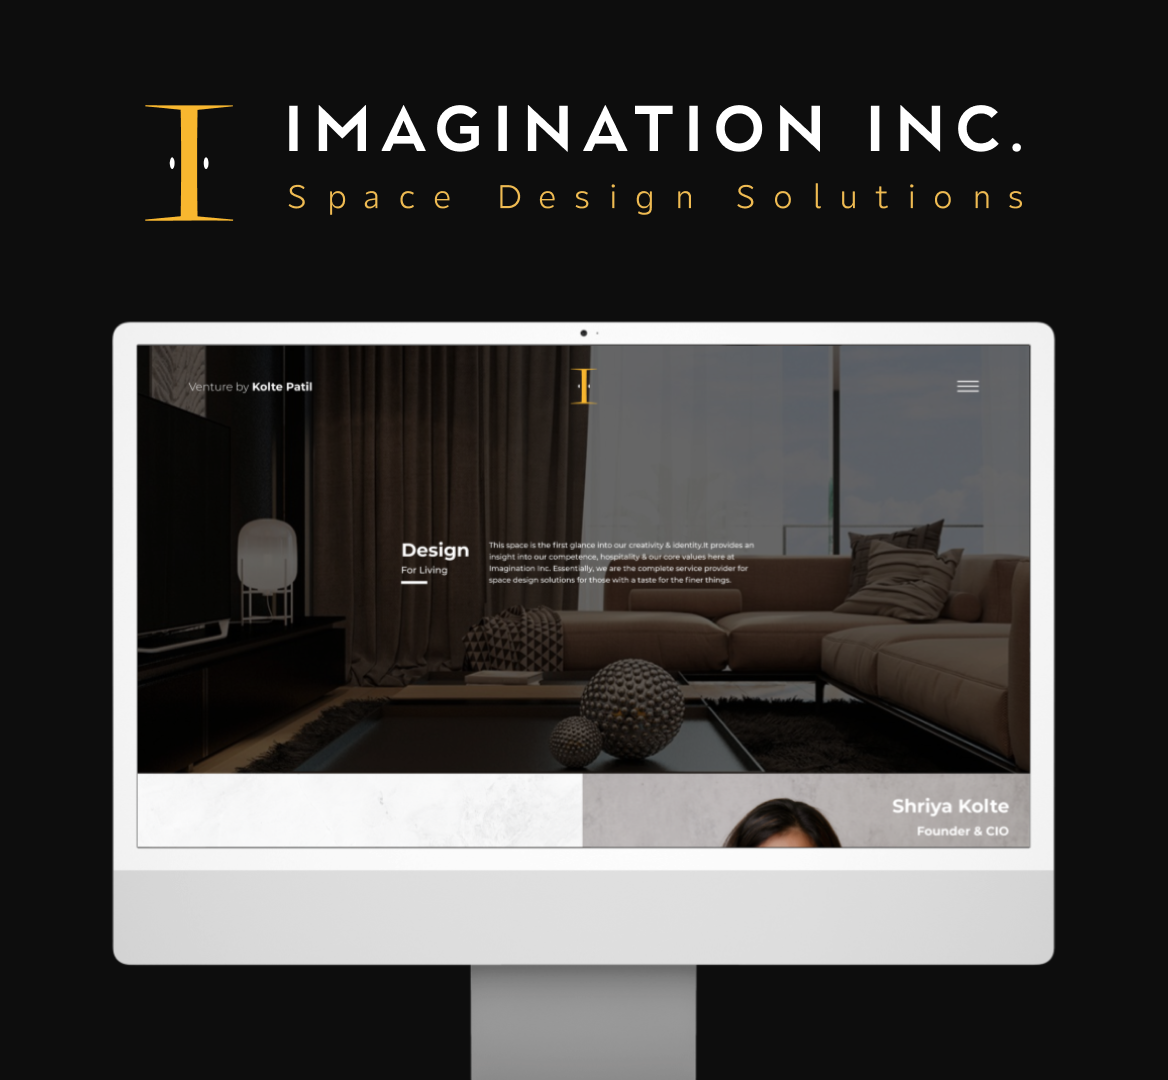 IMAGINATION INC.
Space Design Solutions
Venture by Kolte Patil
Design
For Living
This space is the first glance into our creativity & identity.It provides an
insight into our competence, hospitality & our core values here at
Imagination Inc. Essentially, we are the complete service provider for
space design solutions for those with a taste for the finer things.
Shriya Kolte
Founder & CIO